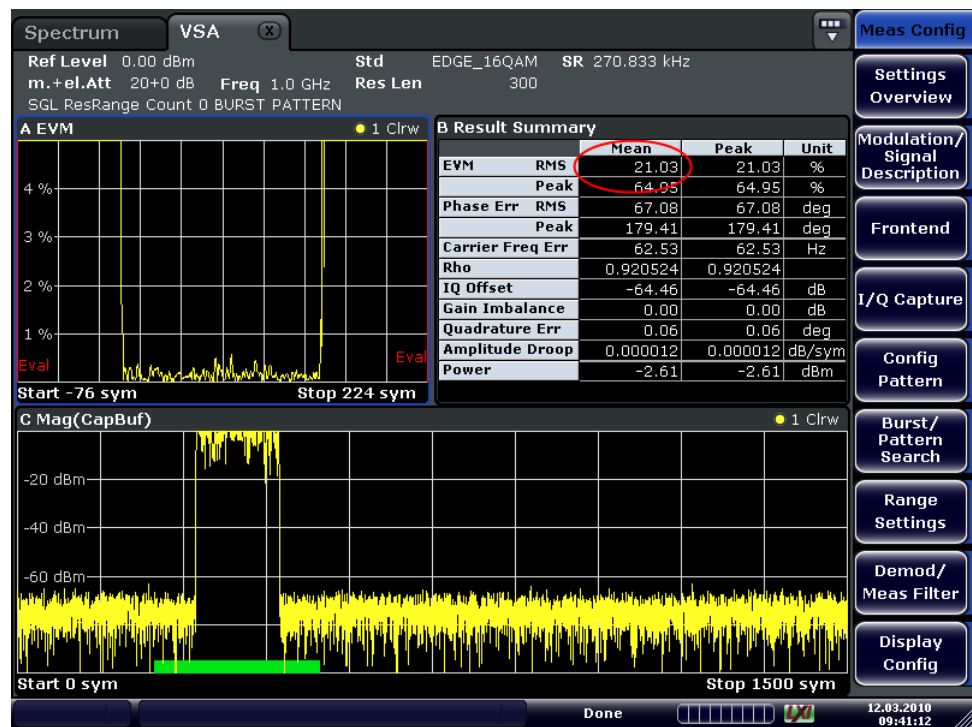 Spectrum VSA X
Meas Config
Ref Level 0.00 dBm Std EDGE_16QAM SR 270.833 kHz
m.+el.Att 20+0 dB Freq 1.0 GHz Res Len 300
SGL ResRange Count 0 BURST PATTERN
Settings Overview
A EVM 1 Clrw
4 %
3 %
2 %
1 %
Eval Eval
Start -76 sym Stop 224 sym
B Result Summary
Mean Peak Unit
EVM RMS 21.03 21.03 %
Peak 64.95 64.95 %
Phase Err RMS 67.08 67.08 deg
Peak 179.41 179.41 deg
Carrier Freq Err 62.53 62.53 Hz
Rho 0.920524 0.920524
IQ Offset -64.46 -64.46 dB
Gain Imbalance 0.00 0.00 dB
Quadrature Err 0.06 0.06 deg
Amplitude Droop 0.000012 0.000012 dB/sym
Power -2.61 -2.61 dBm
Modulation/
Signal
Description
Frontend
I/Q Capture
Config
Pattern
C Mag(CapBuf) 1 Clrw
-20 dBm
-40 dBm
-60 dBm
Start 0 sym Stop 1500 sym
Burst/
Pattern
Search
Range
Settings
Demod/
Meas Filter
Display
Config
Done LXI
12.03.2010
09:41:12